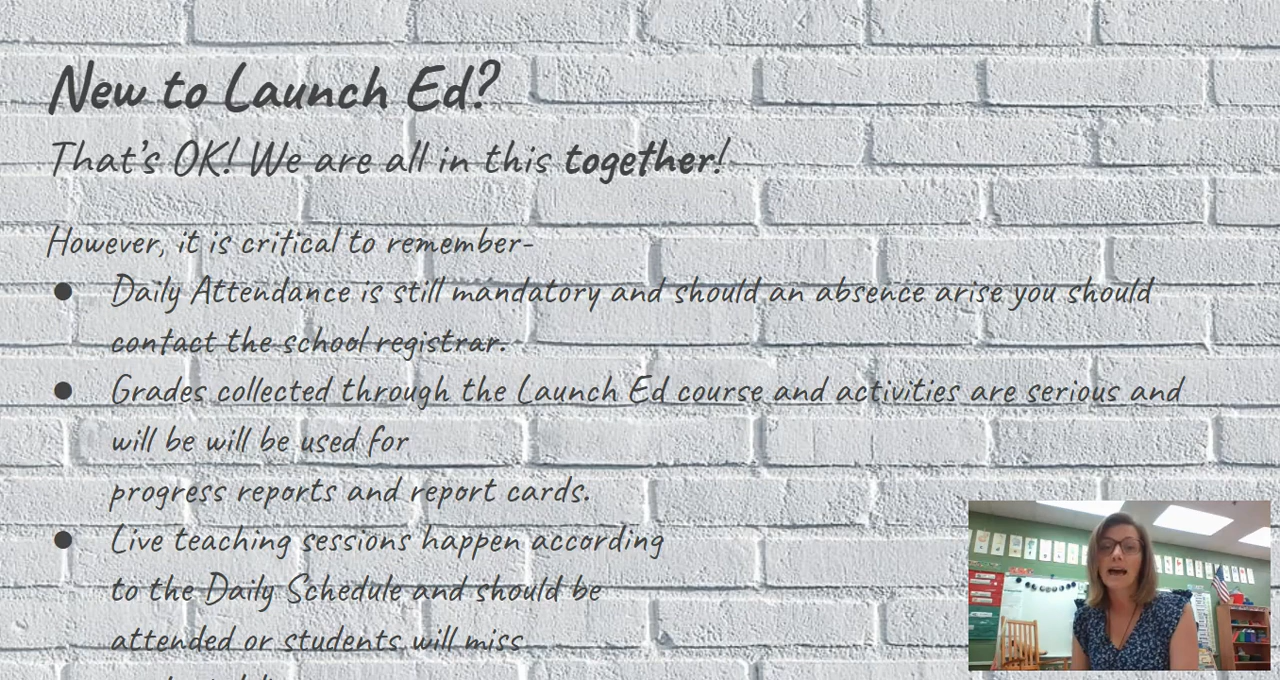 New to Launch Ed?
That's OK! We are all in this together!
However, it is critical to remember-
● Daily Attendance is still mandatory and should an absence arise you should
contact the school registrar.
● Grades collected through the Launch Ed course and activities are serious and
will be will be used for
progress reports and report cards.
● Live teaching sessions happen according
to the Daily Schedule and should be
attended or students will miss